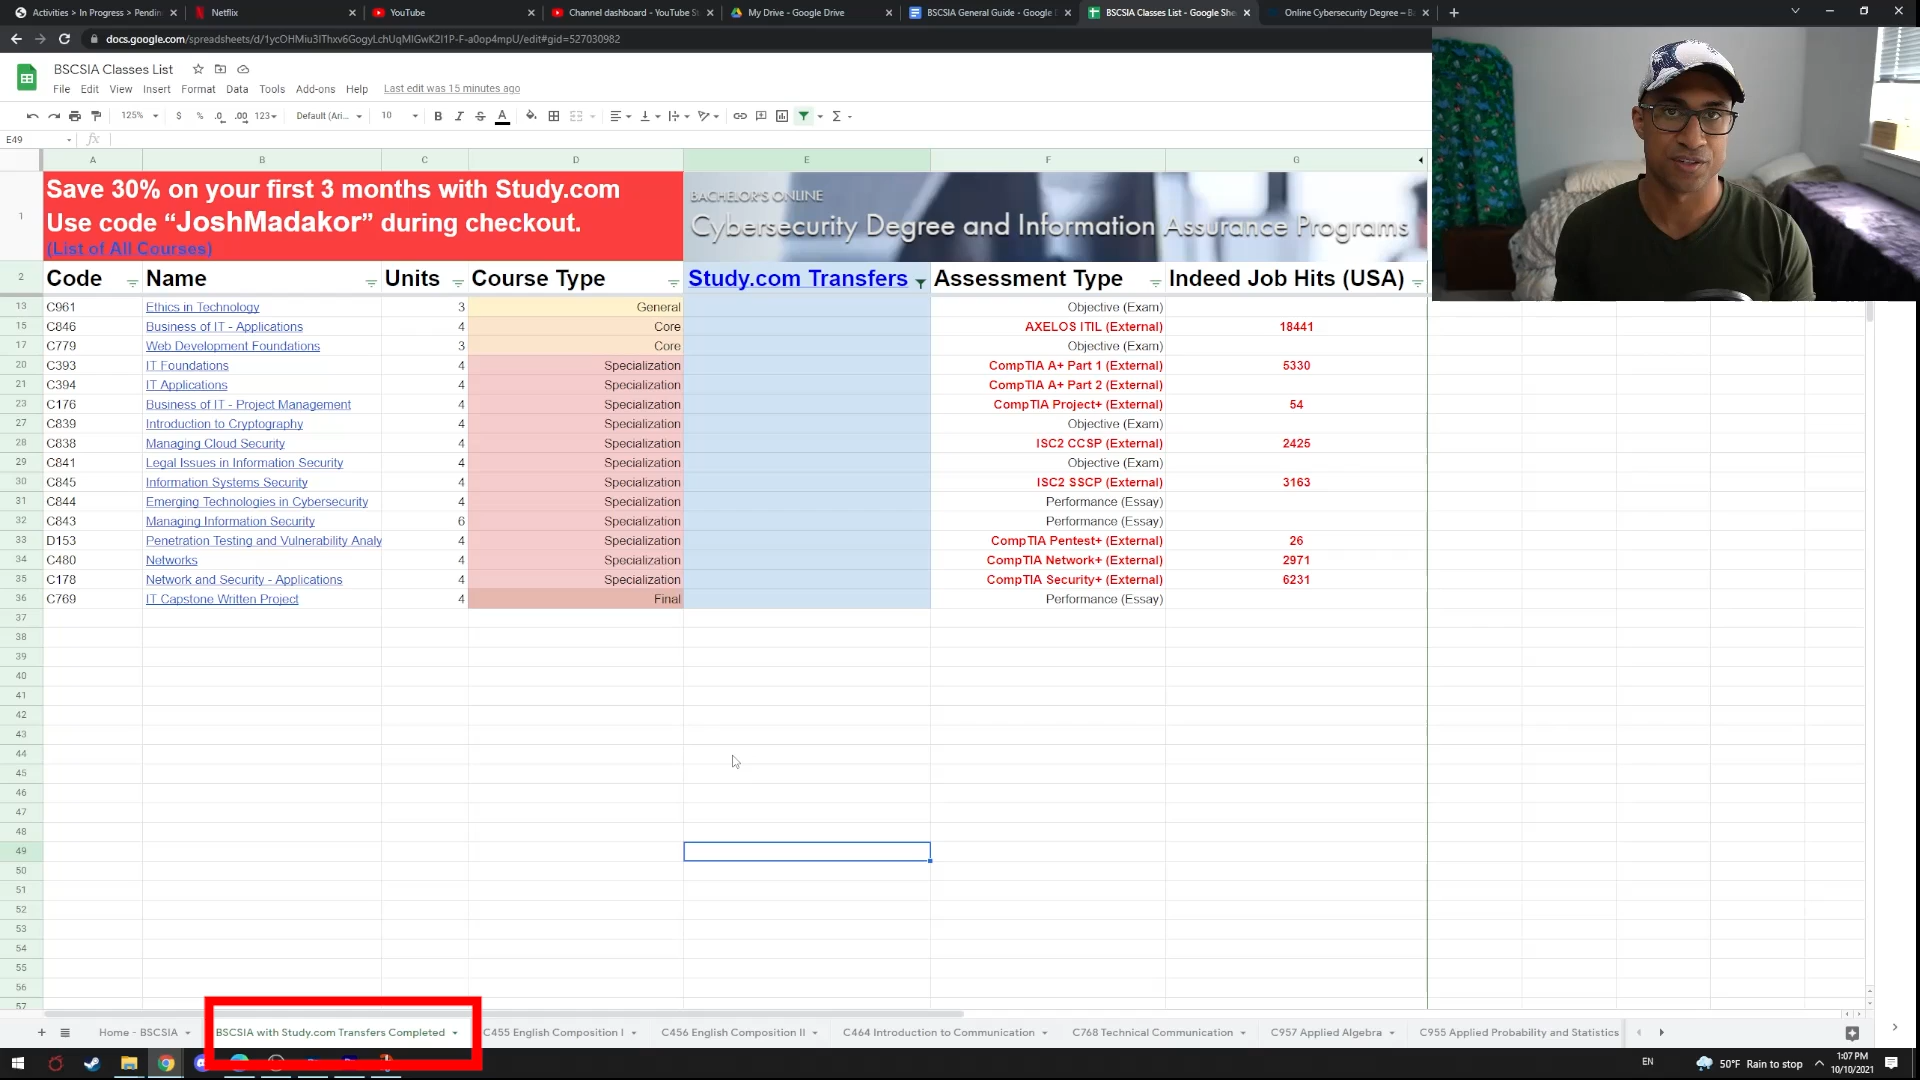 Activities > In Progress > Pendin
Netflix
YouTube
Channel dashboard - YouTube St
My Drive - Google Drive
BSCSIA General Guide - Google D
BSCSIA Classes List - Google She
Online Cybersecurity Degree – Ba
docs.google.com/spreadsheets/d/1ycOHMiu3IThxv6GogyLchUqMlGwK2l1P-F-a0op4mpU/edit#gid=527030982
BSCSIA Classes List
File Edit View Insert Format Data Tools Add-ons Help Last edit was 15 minutes ago
125% $ % .0 .00 123 Default (Ari... 10 B I S A Σ
E49 fx
A B C D E F G
1
Save 30% on your first 3 months with Study.com
Use code “JoshMadakor” during checkout.
(List of All Courses)
BACHELOR'S ONLINE
Cybersecurity Degree and Information Assurance Programs
2 Code Name Units Course Type Study.com Transfers Assessment Type Indeed Job Hits (USA)
13 C961 Ethics in Technology 3 General Objective (Exam)
15 C846 Business of IT - Applications 4 Core AXELOS ITIL (External) 18441
17 C779 Web Development Foundations 3 Core Objective (Exam)
20 C393 IT Foundations 4 Specialization CompTIA A+ Part 1 (External) 5330
21 C394 IT Applications 4 Specialization CompTIA A+ Part 2 (External)
23 C176 Business of IT - Project Management 4 Specialization CompTIA Project+ (External) 54
27 C839 Introduction to Cryptography 4 Specialization Objective (Exam)
28 C838 Managing Cloud Security 4 Specialization ISC2 CCSP (External) 2425
29 C841 Legal Issues in Information Security 4 Specialization Objective (Exam)
30 C845 Information Systems Security 4 Specialization ISC2 SSCP (External) 3163
31 C844 Emerging Technologies in Cybersecurity 4 Specialization Performance (Essay)
32 C843 Managing Information Security 6 Specialization Performance (Essay)
33 D153 Penetration Testing and Vulnerability Analy 4 Specialization CompTIA Pentest+ (External) 26
34 C480 Networks 4 Specialization CompTIA Network+ (External) 2971
35 C178 Network and Security - Applications 4 Specialization CompTIA Security+ (External) 6231
36 C769 IT Capstone Written Project 4 Final Performance (Essay)
37
38
39
40
41
42
43
44
45
46
47
48
49
50
51
52
53
54
55
56
57
Home - BSCSIA
BSCSIA with Study.com Transfers Completed
C455 English Composition I
C456 English Composition II
C464 Introduction to Communication
C768 Technical Communication
C957 Applied Algebra
C955 Applied Probability and Statistics
EN
50°F Rain to stop
1:07 PM
10/10/2021